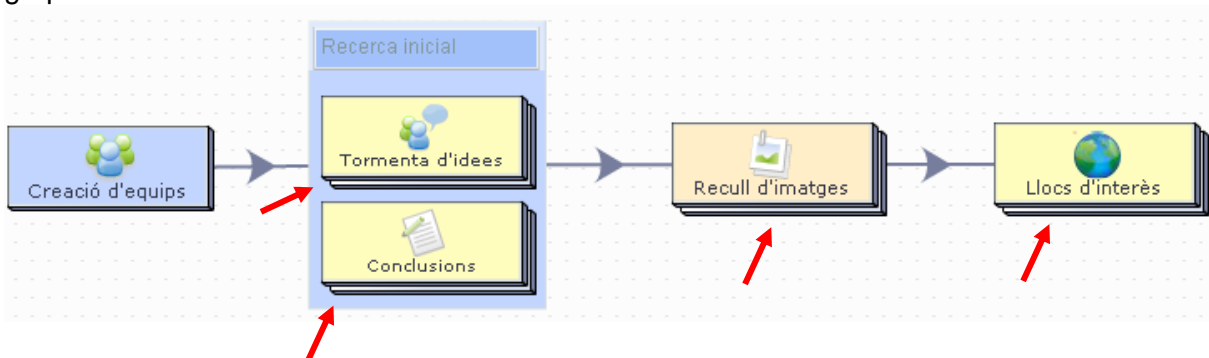 Recerca inicial
Tormenta d'idees
Creació d'equips
Recull d'imatges
Llocs d'interès
Conclusions